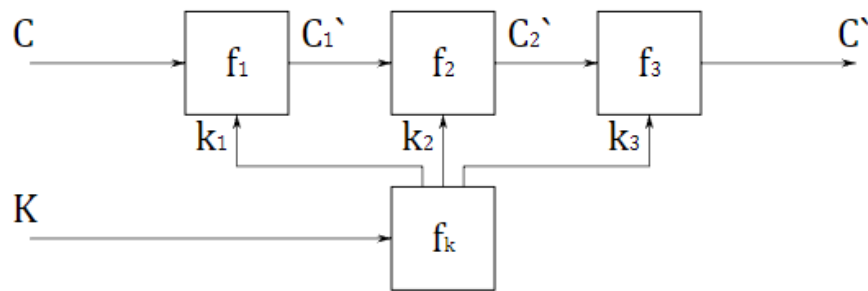 C C₁` C₂` C`
f₁ f₂ f₃
k₁ k₂ k₃
K
fₖ